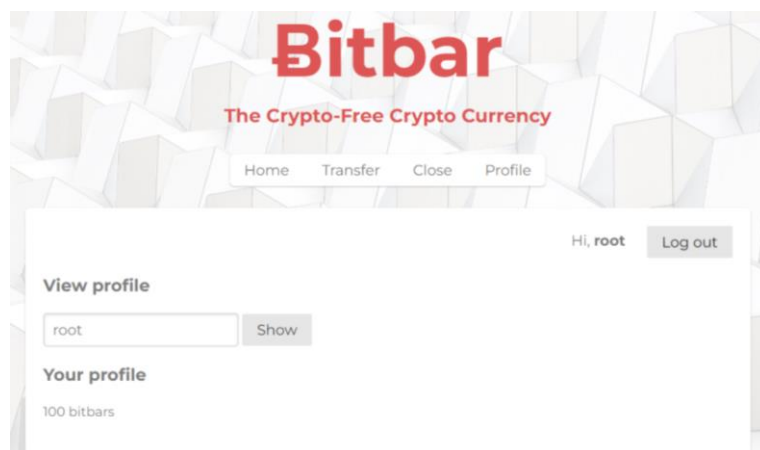 Ƀitbar
The Crypto-Free Crypto Currency
Home Transfer Close Profile
Hi, root Log out
View profile
root Show
Your profile
100 bitbars